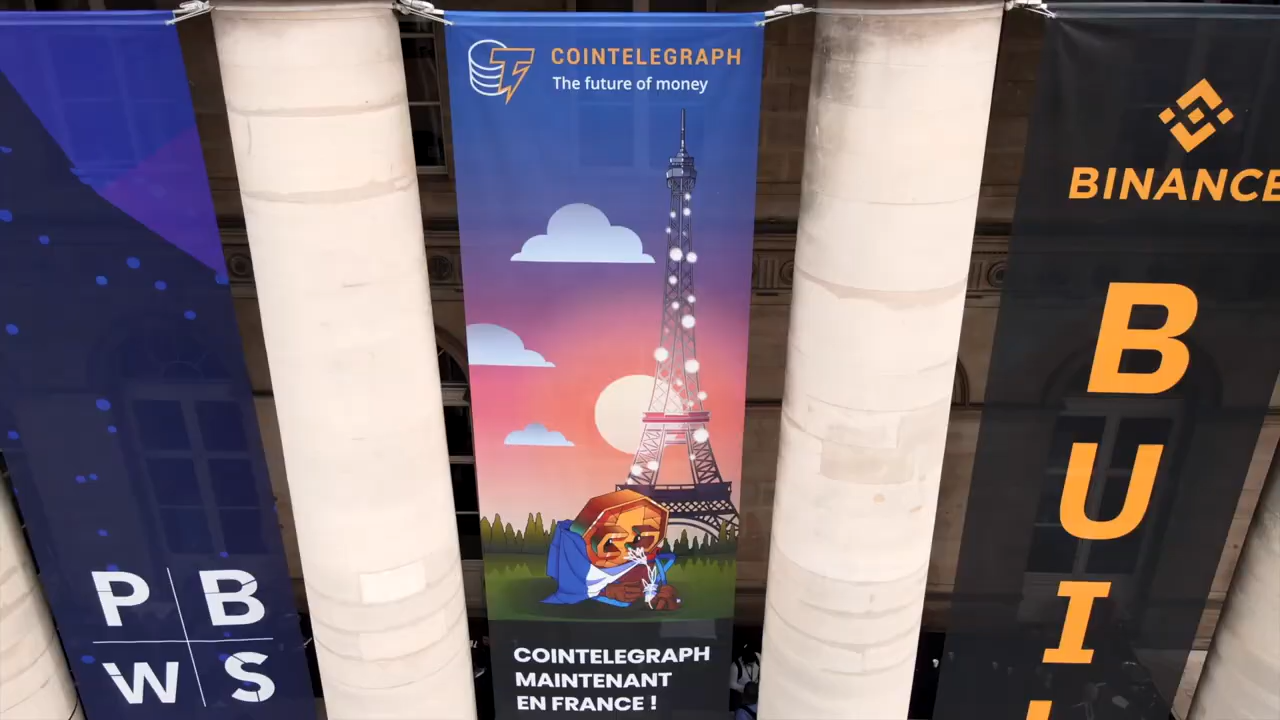 P B
W S
COINTELEGRAPH
The future of money
COINTELEGRAPH
MAINTENANT
EN FRANCE !
BINANCE
B
U
I